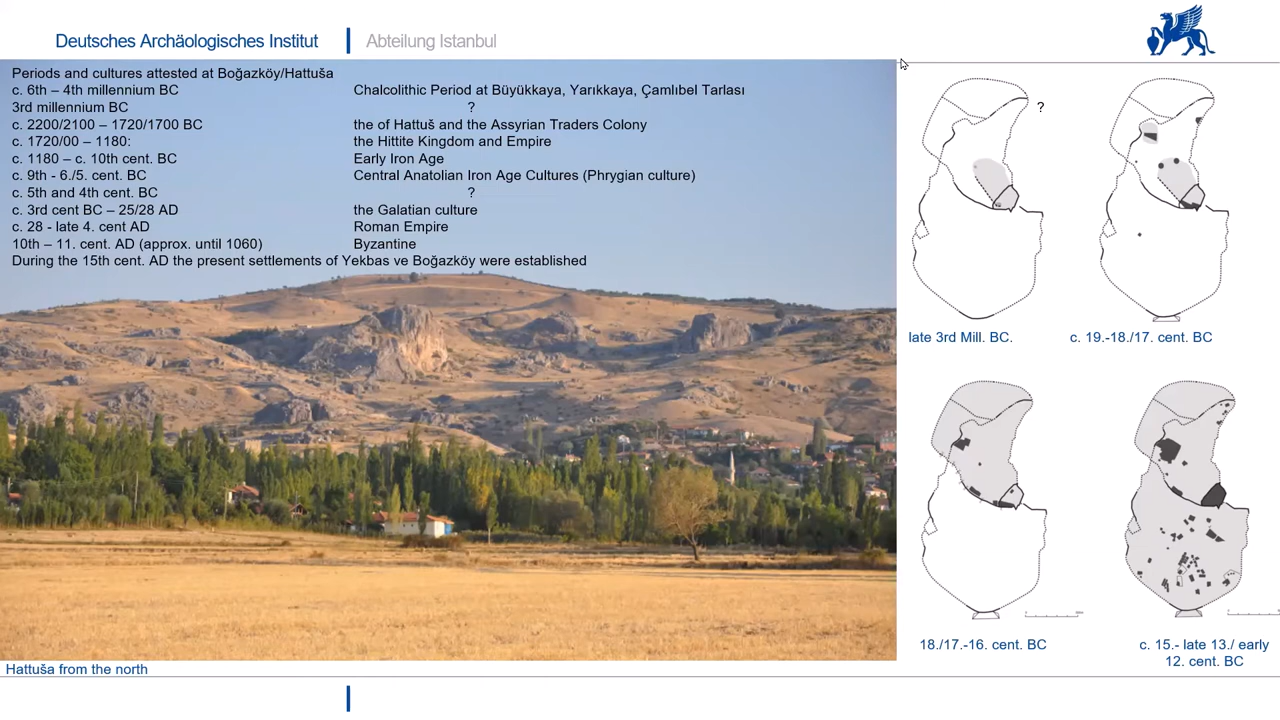 Deutsches Archäologisches Institut Abteilung Istanbul
Periods and cultures attested at Boğazköy/Hattuša
c. 6th – 4th millennium BC Chalcolithic Period at Büyükkaya, Yarıkkaya, Çamlıbel Tarlası
3rd millennium BC ?
c. 2200/2100 – 1720/1700 BC the of Hattuš and the Assyrian Traders Colony
c. 1720/00 – 1180: the Hittite Kingdom and Empire
c. 1180 – c. 10th cent. BC Early Iron Age
c. 9th - 6./5. cent. BC Central Anatolian Iron Age Cultures (Phrygian culture)
c. 5th and 4th cent. BC ?
c. 3rd cent BC – 25/28 AD the Galatian culture
c. 28 - late 4. cent AD Roman Empire
10th – 11. cent. AD (approx. until 1060) Byzantine
During the 15th cent. AD the present settlements of Yekbas ve Boğazköy were established
?
late 3rd Mill. BC.
c. 19.-18./17. cent. BC
18./17.-16. cent. BC
c. 15.- late 13./ early
12. cent. BC
Hattuša from the north